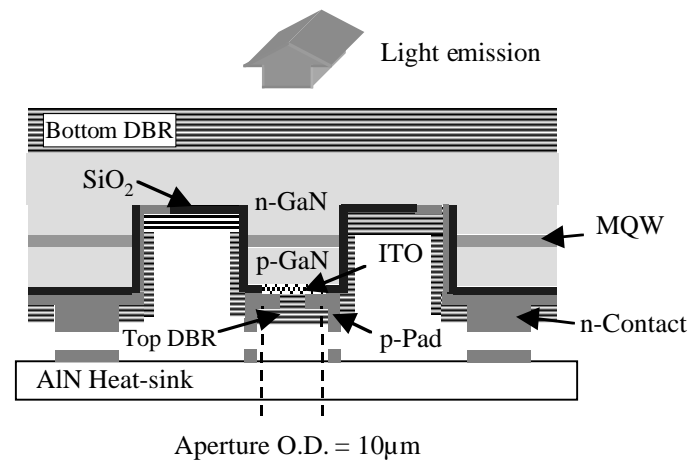 Light emission
Bottom DBR
SiO₂
n-GaN
MQW
p-GaN
ITO
n-Contact
Top DBR
p-Pad
AlN Heat-sink
Aperture O.D. = 10μm